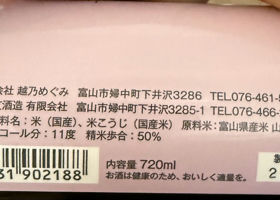 会社 越乃めぐみ 富山市婦中町下井沢3286 TEL076-461-5
酒造 有限会社 富山市婦中町下井沢3285-1 TEL076-466-
料名:米(国産)、米こうじ(国産米) 原料米:富山県産米 山
コール分:11度 精米歩合:50%
31902188
内容量 720ml
お酒は健康のため、おいしく適量を。
製
2